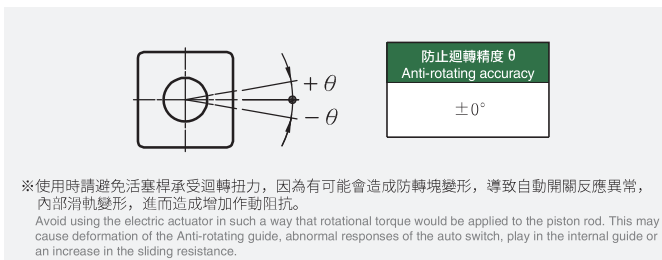 防止迴轉精度 θ
Anti-rotating accuracy
+θ
±0°
−θ
※使用時請避免活塞桿承受迴轉扭力，因為有可能會造成防轉塊變形，導致自動開關反應異常，
內部滑軌變形，進而造成增加作動阻抗。
Avoid using the electric actuator in such a way that rotational torque would be applied to the piston rod. This may
cause deformation of the Anti-rotating guide, abnormal responses of the auto switch, play in the internal guide or
an increase in the sliding resistance.